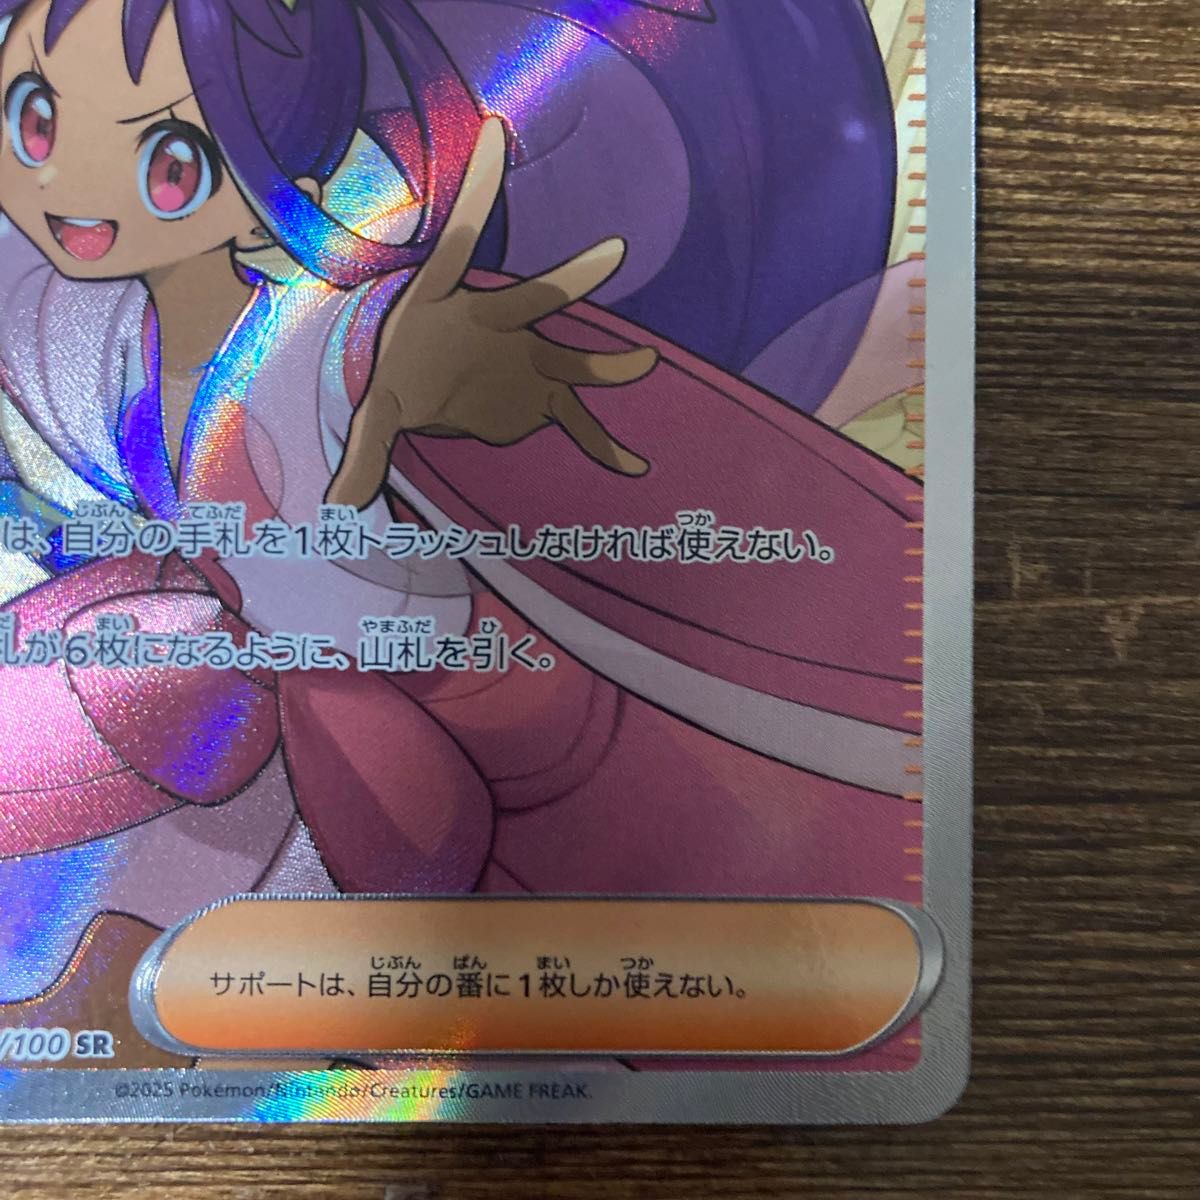 は、自分の手札を1枚トラッシュしなければ使えない。
が6枚になるように、山札を引く。
サポートは、自分の番に1枚しか使えない。
/100 SR
©2025 Pokémon/Nintendo/Creatures/GAME FREAK.